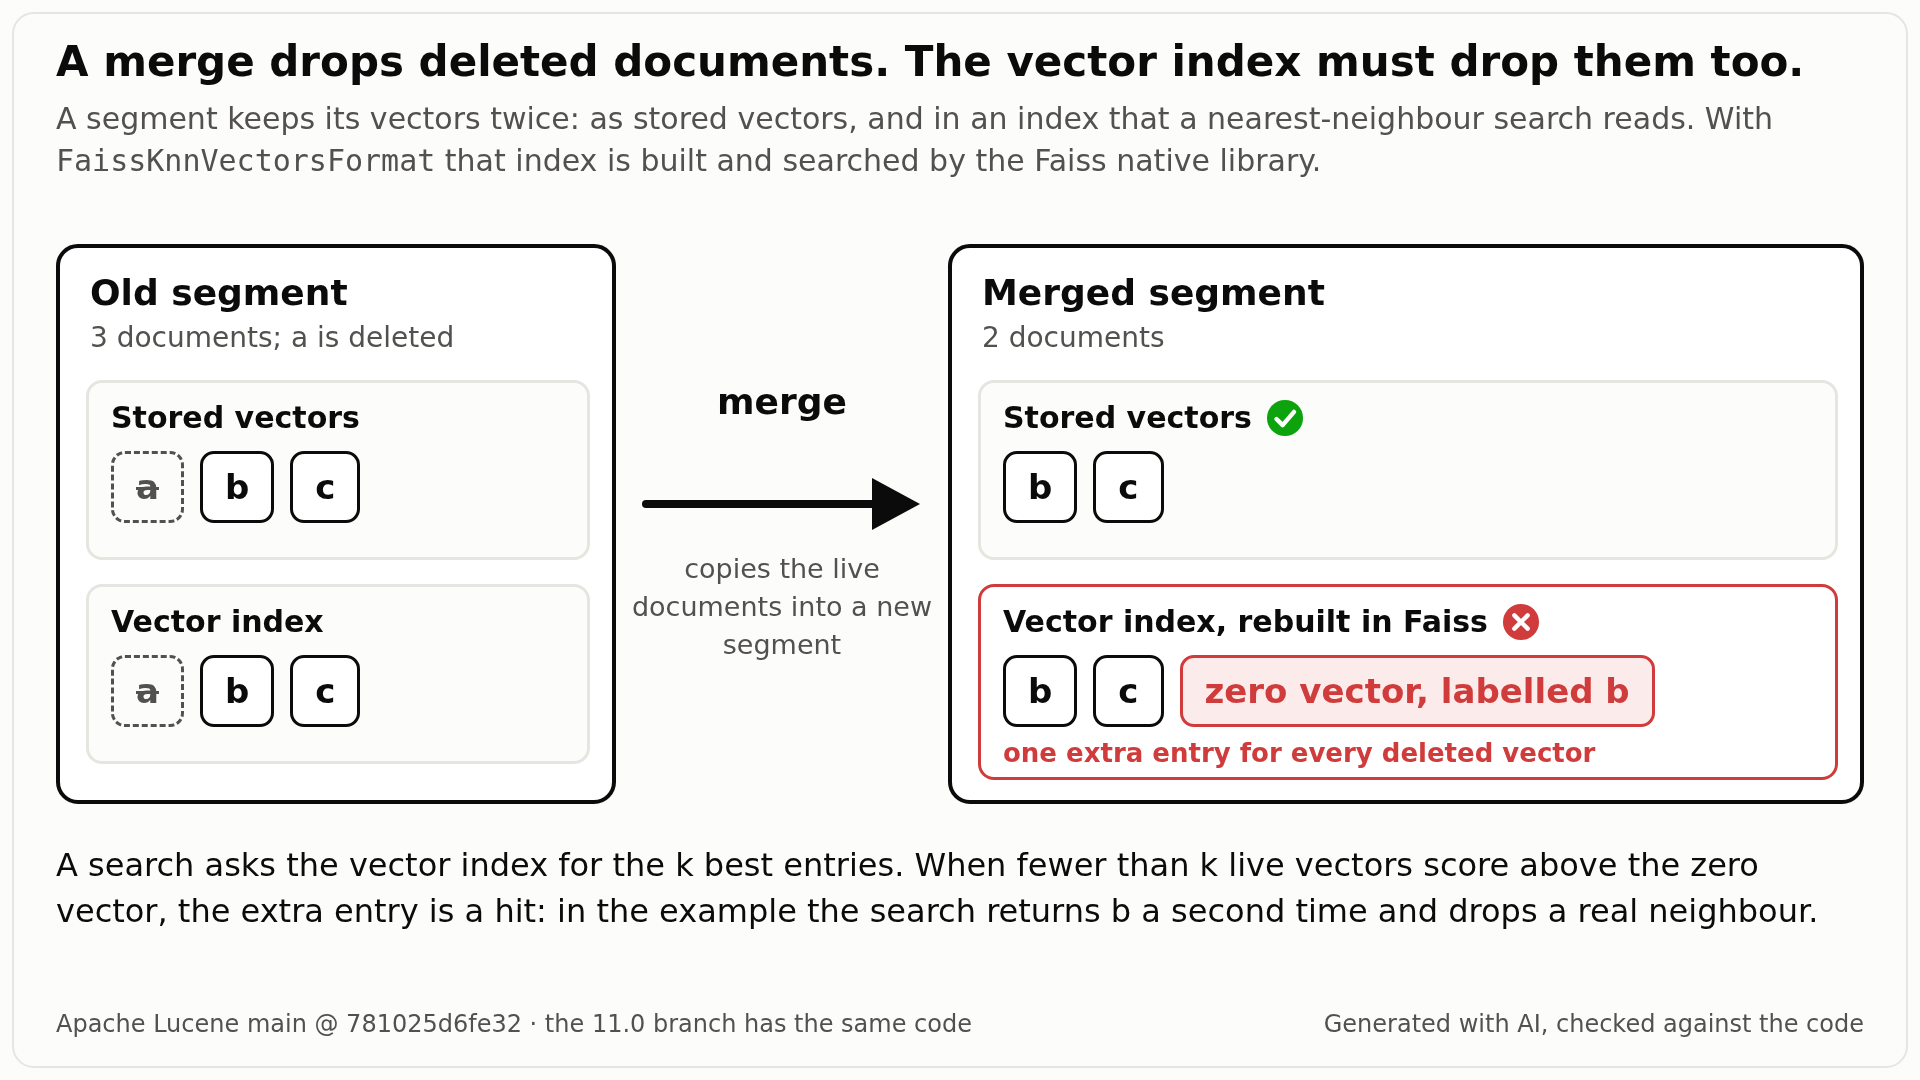 A merge drops deleted documents. The vector index must drop them too.
A segment keeps its vectors twice: as stored vectors, and in an index that a nearest-neighbour search reads. With
FaissKnnVectorsFormat that index is built and searched by the Faiss native library.
Old segment
3 documents; a is deleted
Stored vectors
a b c
Vector index
a b c
merge
copies the live
documents into a new
segment
Merged segment
2 documents
Stored vectors
b c
Vector index, rebuilt in Faiss
b c zero vector, labelled b
one extra entry for every deleted vector
A search asks the vector index for the k best entries. When fewer than k live vectors score above the zero
vector, the extra entry is a hit: in the example the search returns b a second time and drops a real neighbour.
Apache Lucene main @ 781025d6fe32 · the 11.0 branch has the same code
Generated with AI, checked against the code